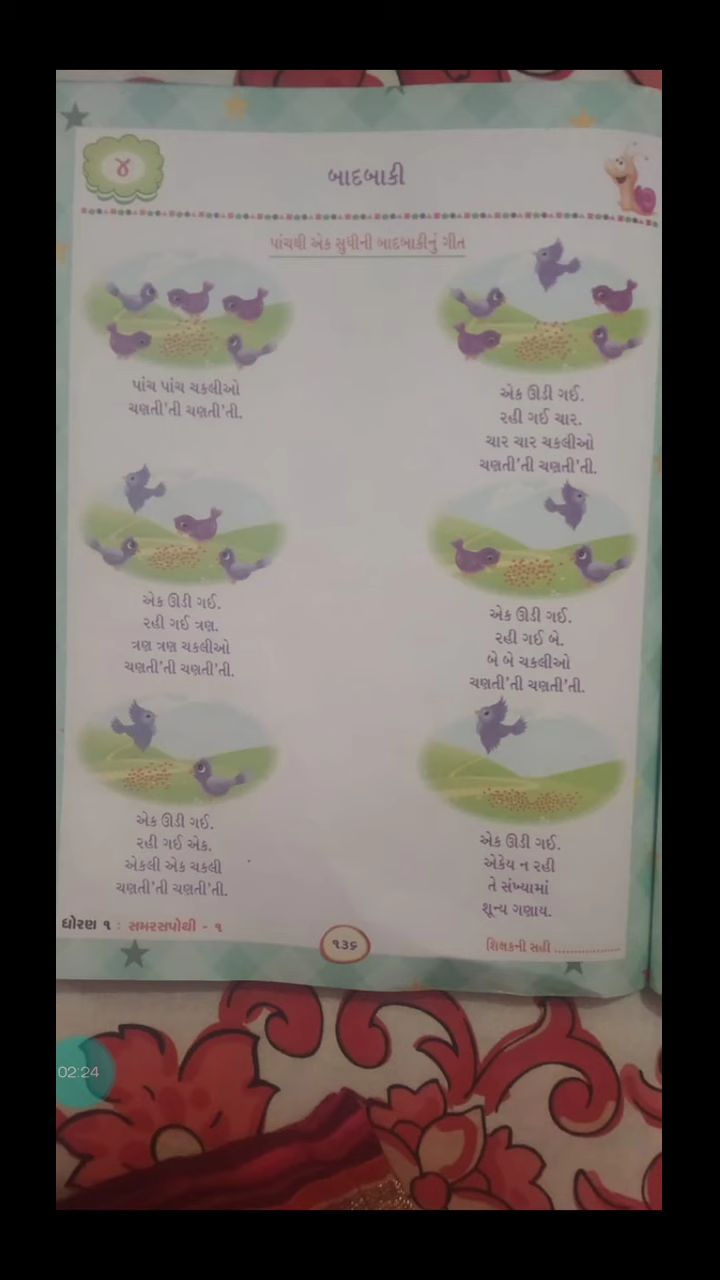 ૪
બાદબાકી
પાંચથી એક સુધીની બાદબાકીનું ગીત
પાંચ પાંચ ચકલીઓ
ચણતી'તી ચણતી'તી.
એક ઊડી ગઈ.
રહી ગઈ ચાર.
ચાર ચાર ચકલીઓ
ચણતી'તી ચણતી'તી.
એક ઊડી ગઈ.
રહી ગઈ ત્રણ.
ત્રણ ત્રણ ચકલીઓ
ચણતી'તી ચણતી'તી.
એક ઊડી ગઈ.
રહી ગઈ બે.
બે બે ચકલીઓ
ચણતી'તી ચણતી'તી.
એક ઊડી ગઈ.
રહી ગઈ એક.
એકલી એક ચકલી
ચણતી'તી ચણતી'તી.
એક ઊડી ગઈ.
એકેય ન રહી
તે સંખ્યામાં
શૂન્ય ગણાય.
ધોરણ ૧ : સમરસપોથી - ૧
૧૩૬
શિક્ષકની સહી ..................
02:24